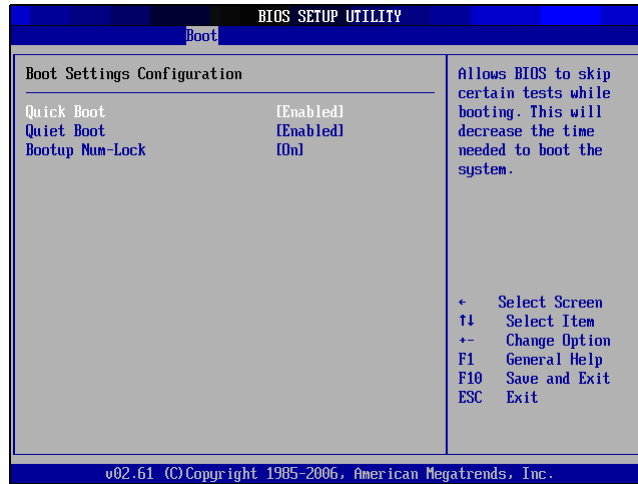 BIOS SETUP UTILITY
Boot
Boot Settings Configuration
Quick Boot [Enabled]
Quiet Boot [Enabled]
Bootup Num-Lock [On]
Allows BIOS to skip
certain tests while
booting. This will
decrease the time
needed to boot the
system.
← Select Screen
↑↓ Select Item
+- Change Option
F1 General Help
F10 Save and Exit
ESC Exit
v02.61 (C)Copyright 1985-2006, American Megatrends, Inc.